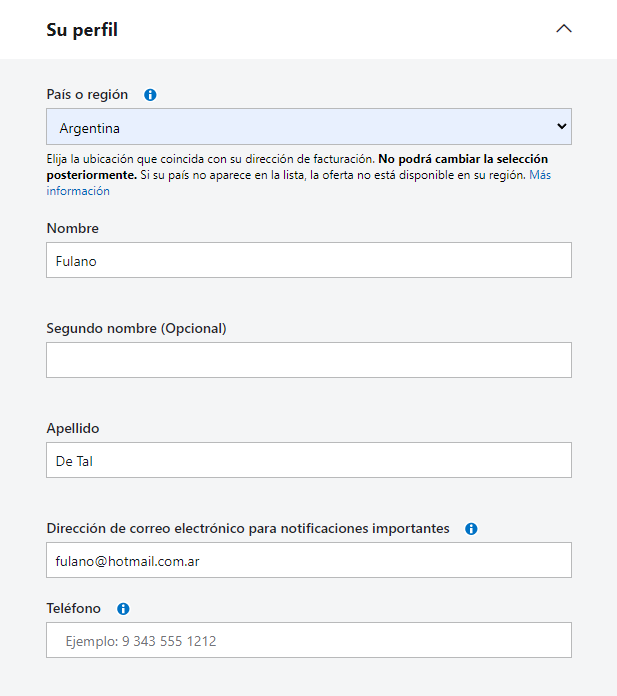 Su perfil
País o región
Argentina
Elija la ubicación que coincida con su dirección de facturación. No podrá cambiar la selección
posteriormente. Si su país no aparece en la lista, la oferta no está disponible en su región. Más
información
Nombre
Fulano
Segundo nombre (Opcional)
Apellido
De Tal
Dirección de correo electrónico para notificaciones importantes
fulano@hotmail.com.ar
Teléfono
Ejemplo: 9 343 555 1212